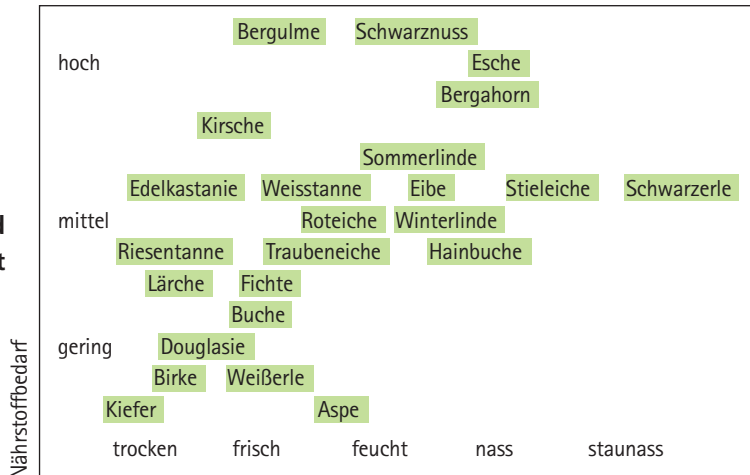 Bergulme Schwarznuss
hoch Esche
Bergahorn
Kirsche
Sommerlinde
Edelkastanie Weisstanne Eibe Stieleiche Schwarzerle
mittel Roteiche Winterlinde
Riesentanne Traubeneiche Hainbuche
Lärche Fichte
Buche
gering Douglasie
Birke Weißerle
Kiefer Aspe
trocken frisch feucht nass staunass
Nährstoffbedarf